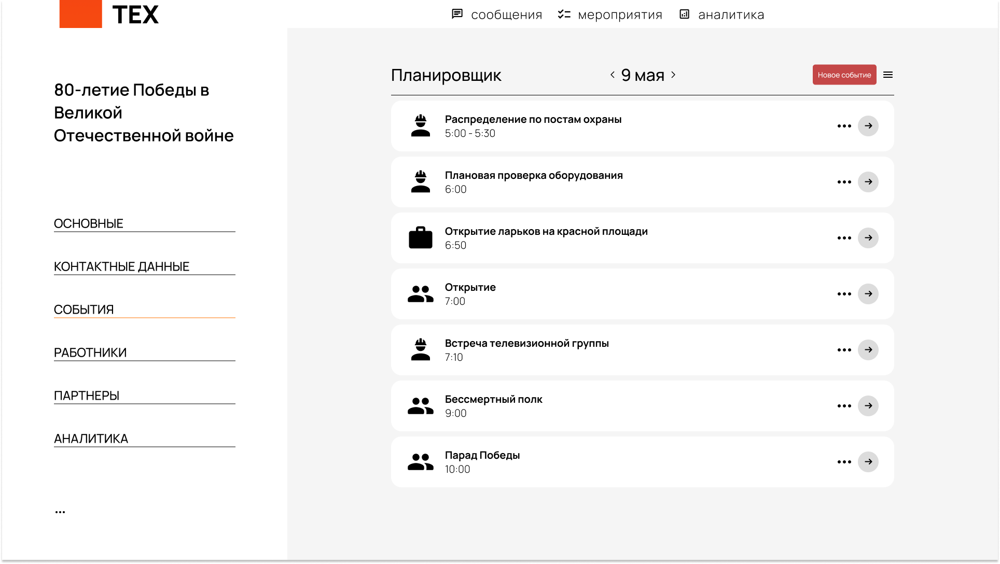 ТЕХ
сообщения
мероприятия
аналитика
80-летие Победы в
Великой
Отечественной войне
ОСНОВНЫЕ
КОНТАКТНЫЕ ДАННЫЕ
СОБЫТИЯ
РАБОТНИКИ
ПАРТНЕРЫ
АНАЛИТИКА
...
Планировщик
9 мая
Новое событие
Распределение по постам охраны
5:00 - 5:30
Плановая проверка оборудования
6:00
Открытие ларьков на красной площади
6:50
Открытие
7:00
Встреча телевизионной группы
7:10
Бессмертный полк
9:00
Парад Победы
10:00